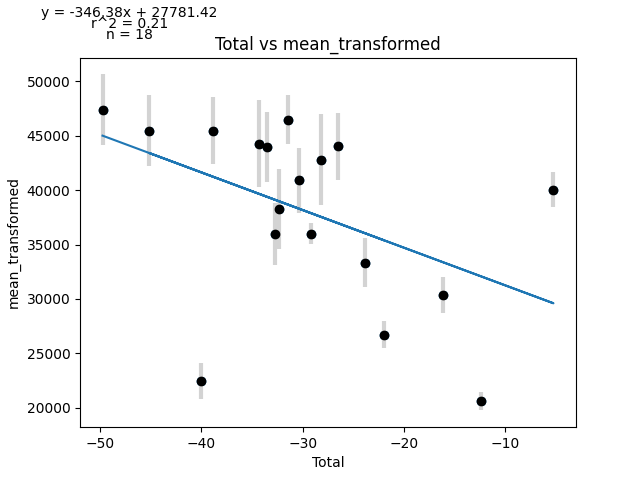 y = -346.38x + 27781.42
r^2 = 0.21
n = 18
Total vs mean_transformed
50000
45000
40000
35000
30000
25000
20000
mean_transformed
−50
−40
−30
−20
−10
Total